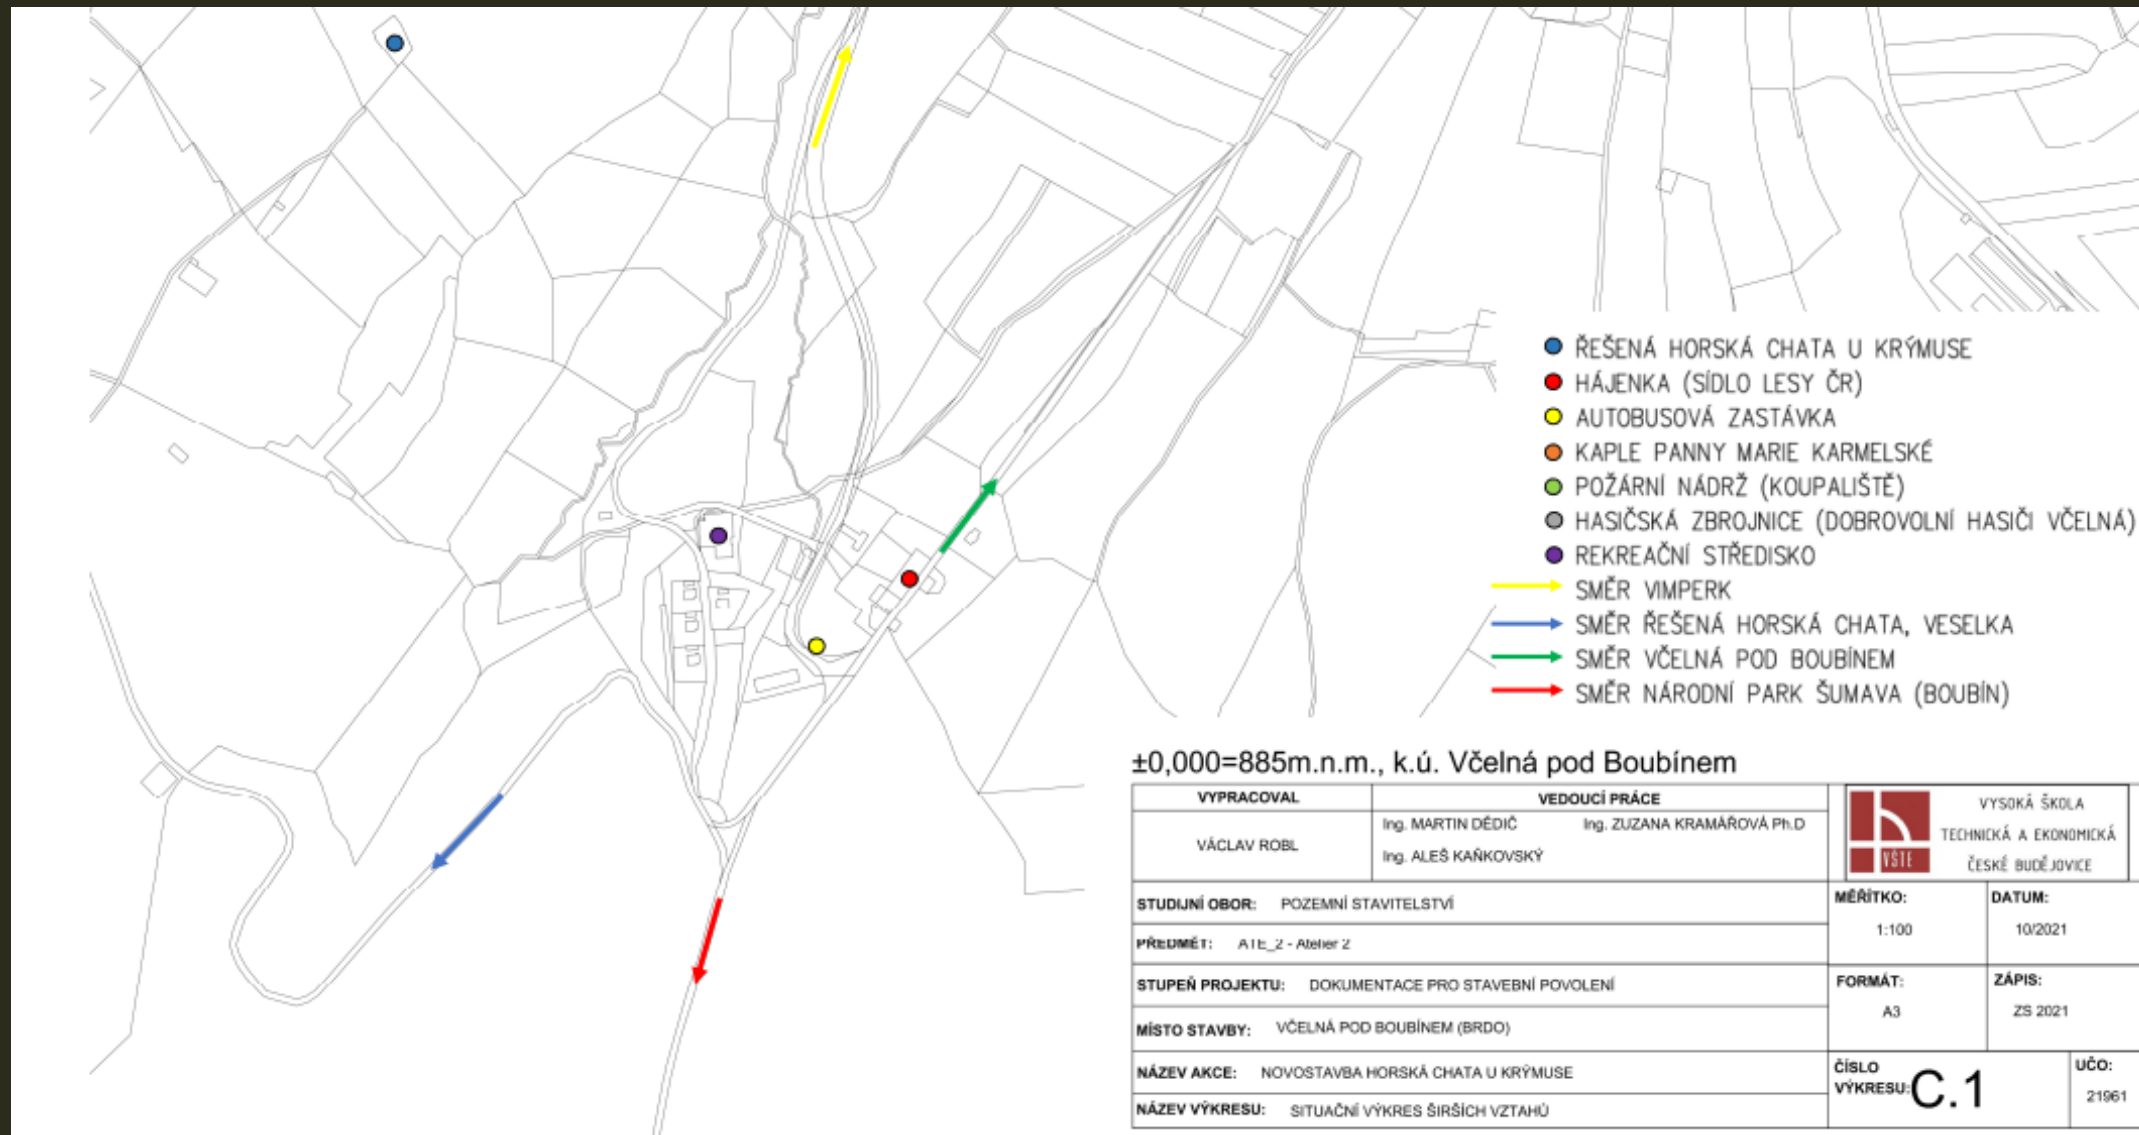 ŘEŠENÁ HORSKÁ CHATA U KRÝMUSE
HÁJENKA (SÍDLO LESY ČR)
AUTOBUSOVÁ ZASTÁVKA
KAPLE PANNY MARIE KARMELSKÉ
POŽÁRNÍ NÁDRŽ (KOUPALIŠTĚ)
HASIČSKÁ ZBROJNICE (DOBROVOLNÍ HASIČI VČELNÁ)
REKREAČNÍ STŘEDISKO
SMĚR VIMPERK
SMĚR ŘEŠENÁ HORSKÁ CHATA, VESELKA
SMĚR VČELNÁ POD BOUBÍNEM
SMĚR NÁRODNÍ PARK ŠUMAVA (BOUBÍN)
±0,000=885m.n.m., k.ú. Včelná pod Boubínem
VYPRACOVAL
VÁCLAV ROBL
VEDOUCÍ PRÁCE
Ing. MARTIN DĚDIČ Ing. ZUZANA KRAMÁŘOVÁ Ph.D
Ing. ALEŠ KAŇKOVSKÝ
VŠTE
VYSOKÁ ŠKOLA
TECHNICKÁ A EKONOMICKÁ
ČESKÉ BUDĚJOVICE
STUDIJNÍ OBOR: POZEMNÍ STAVITELSTVÍ
PŘEDMĚT: ATE_2 - Atelier 2
MĚŘÍTKO:
1:100
DATUM:
10/2021
STUPEŇ PROJEKTU: DOKUMENTACE PRO STAVEBNÍ POVOLENÍ
MÍSTO STAVBY: VČELNÁ POD BOUBÍNEM (BRDO)
FORMÁT:
A3
ZÁPIS:
ZS 2021
NÁZEV AKCE: NOVOSTAVBA HORSKÁ CHATA U KRÝMUSE
NÁZEV VÝKRESU: SITUAČNÍ VÝKRES ŠIRŠÍCH VZTAHŮ
ČÍSLO
VÝKRESU: C.1
UČO:
21961